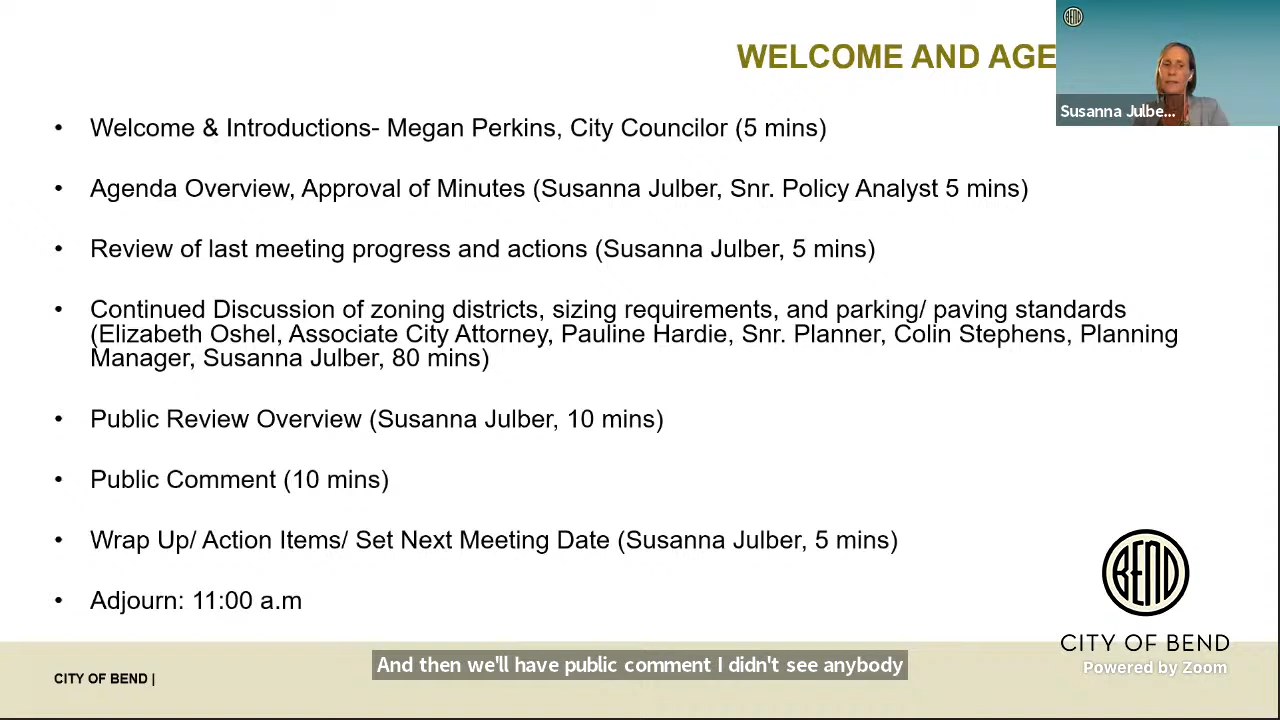 WELCOME AND AGE
BEND
Susanna Julbe...
• Welcome & Introductions- Megan Perkins, City Councilor (5 mins)
• Agenda Overview, Approval of Minutes (Susanna Julber, Snr. Policy Analyst 5 mins)
• Review of last meeting progress and actions (Susanna Julber, 5 mins)
• Continued Discussion of zoning districts, sizing requirements, and parking/ paving standards
(Elizabeth Oshel, Associate City Attorney, Pauline Hardie, Snr. Planner, Colin Stephens, Planning
Manager, Susanna Julber, 80 mins)
• Public Review Overview (Susanna Julber, 10 mins)
• Public Comment (10 mins)
• Wrap Up/ Action Items/ Set Next Meeting Date (Susanna Julber, 5 mins)
• Adjourn: 11:00 a.m
BEND
CITY OF BEND
Powered by Zoom
And then we'll have public comment I didn't see anybody
CITY OF BEND |